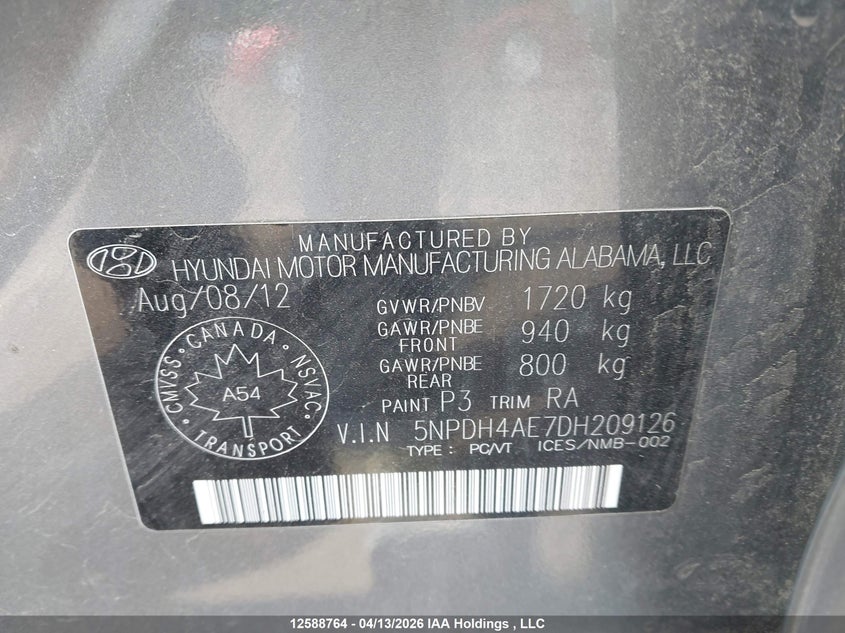 MANUFACTURED BY
HYUNDAI MOTOR MANUFACTURING ALABAMA, LLC
Aug/08/12
GVWR/PNBV 1720 kg
GAWR/PNBE FRONT 940 kg
GAWR/PNBE REAR 800 kg
PAINT P3 TRIM RA
V.I.N 5NPDH4AE7DH209126
TYPE : PC/VT ICES/NMB-002
CANADA
CMVSS NSVAC
A54
TRANSPORT
12588764 - 04/13/2026 IAA Holdings , LLC